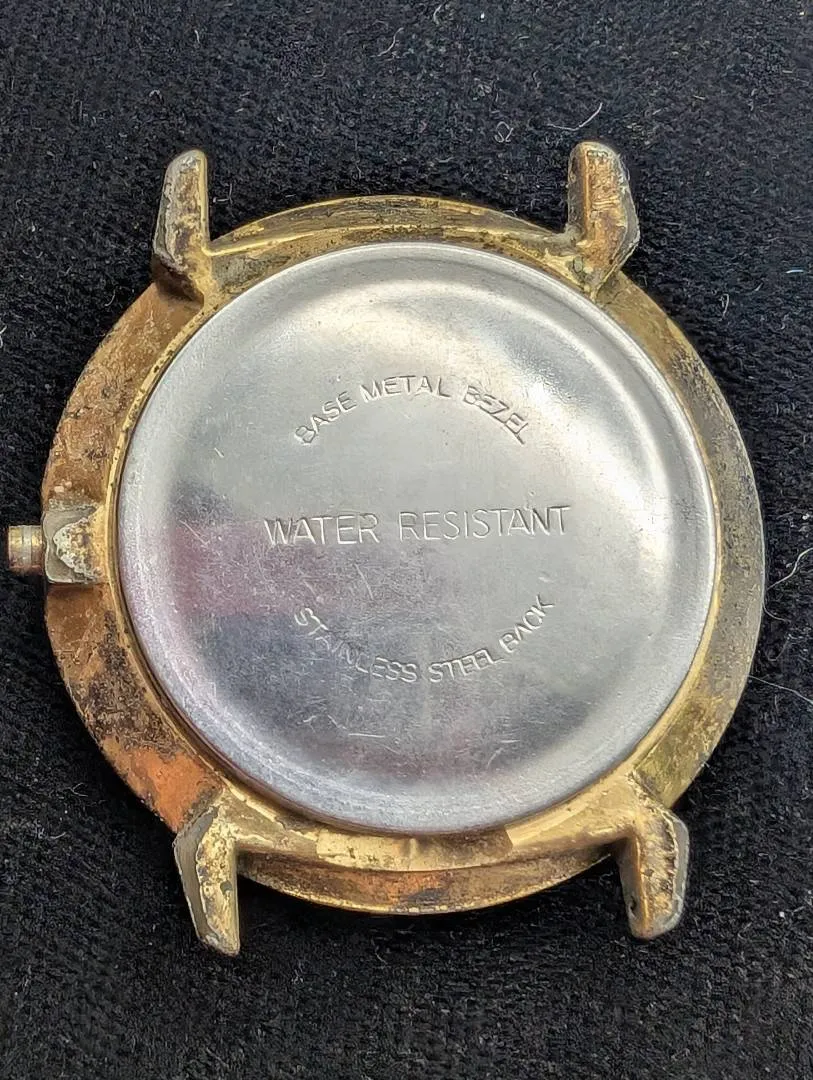 BASE METAL BEZEL
WATER RESISTANT
STAINLESS STEEL BACK